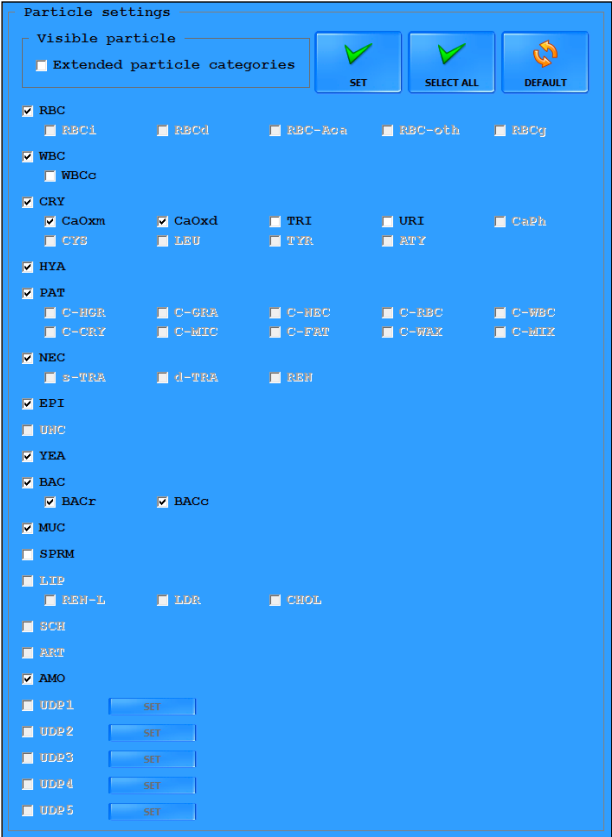 Particle settings
Visible particle
Extended particle categories
SET SELECT ALL DEFAULT
RBC
RBCi RBCd RBC-Aca RBC-oth RBCg
WBC
WBCc
CRY
CaOxm CaOxd TRI URI CaPh
CYS LEU TYR ATY
HYA
PAT
C-HGR C-GRA C-NEC C-RBC C-WBC
C-CRY C-MIC C-FAT C-WAX C-MIX
NEC
s-TRA d-TRA REN
EPI
UNC
YEA
BAC
BACr BACc
MUC
SPRM
LIP
REN-L LDR CHOL
SCH
ART
AMO
UDP1 SET
UDP2 SET
UDP3 SET
UDP4 SET
UDP5 SET